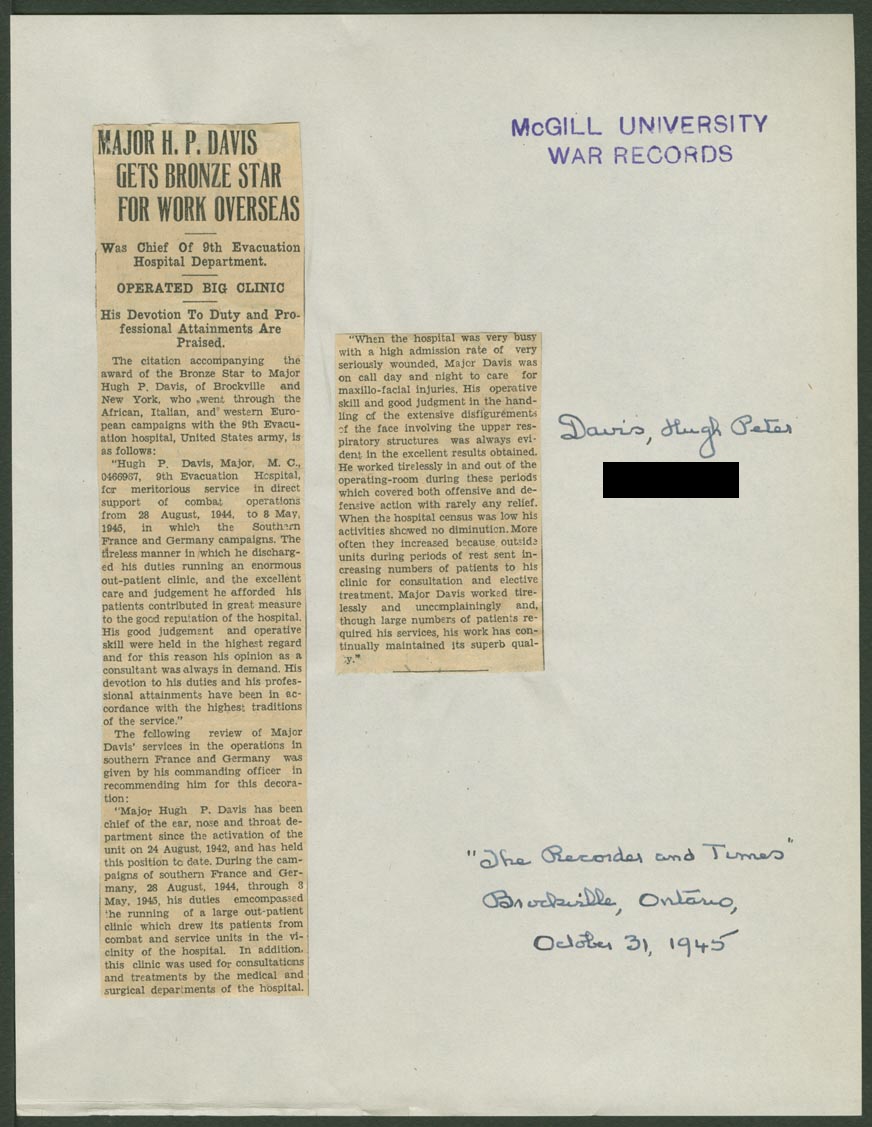 McGILL UNIVERSITY
WAR RECORDS
MAJOR H. P. DAVIS
GETS BRONZE STAR
FOR WORK OVERSEAS
Was Chief Of 9th Evacuation
Hospital Department.
OPERATED BIG CLINIC
His Devotion To Duty and Pro-
fessional Attainments Are
Praised.
The citation accompanying the
award of the Bronze Star to Major
Hugh P. Davis, of Brockville and
New York, who went through the
African, Italian, and western Euro-
pean campaigns with the 9th Evacu-
ation hospital, United States army, is
as follows:
"Hugh P. Davis, Major, M. C.,
0466987, 9th Evacuation Hospital,
for meritorious service in direct
support of combat operations
from 28 August, 1944, to 8 May,
1945, in which the Southern
France and Germany campaigns. The
tireless manner in which he discharg-
ed his duties running an enormous
out-patient clinic, and the excellent
care and judgement he afforded his
patients contributed in great measure
to the good reputation of the hospital.
His good judgement and operative
skill were held in the highest regard
and for this reason his opinion as a
consultant was always in demand. His
devotion to his duties and his profes-
sional attainments have been in ac-
cordance with the highest traditions
of the service."
The following review of Major
Davis' services in the operations in
southern France and Germany was
given by his commanding officer in
recommending him for this decora-
tion:
"Major Hugh P. Davis has been
chief of the ear, nose and throat de-
partment since the activation of the
unit on 24 August, 1942, and has held
this position to date. During the cam-
paigns of southern France and Ger-
many, 28 August, 1944, through 8
May, 1945, his duties emcompassed
the running of a large out-patient
clinic which drew its patients from
combat and service units in the vi-
cinity of the hospital. In addition,
this clinic was used for consultations
and treatments by the medical and
surgical departments of the hospital.
"When the hospital was very busy
with a high admission rate of very
seriously wounded, Major Davis was
on call day and night to care for
maxillo-facial injuries. His operative
skill and good judgment in the hand-
ling of the extensive disfigurements
of the face involving the upper res-
piratory structures was always evi-
dent in the excellent results obtained.
He worked tirelessly in and out of the
operating-room during these periods
which covered both offensive and de-
fensive action with rarely any relief.
When the hospital census was low his
activities showed no diminution. More
often they increased because outside
units during periods of rest sent in-
creasing numbers of patients to his
clinic for consultation and elective
treatment. Major Davis worked tire-
lessly and uncomplainingly and,
though large numbers of patients re-
quired his services, his work has con-
tinually maintained its superb qual-
y."
Davis, Hugh Peter
"The Recorder and Times"
Brockville, Ontario,
October 31, 1945